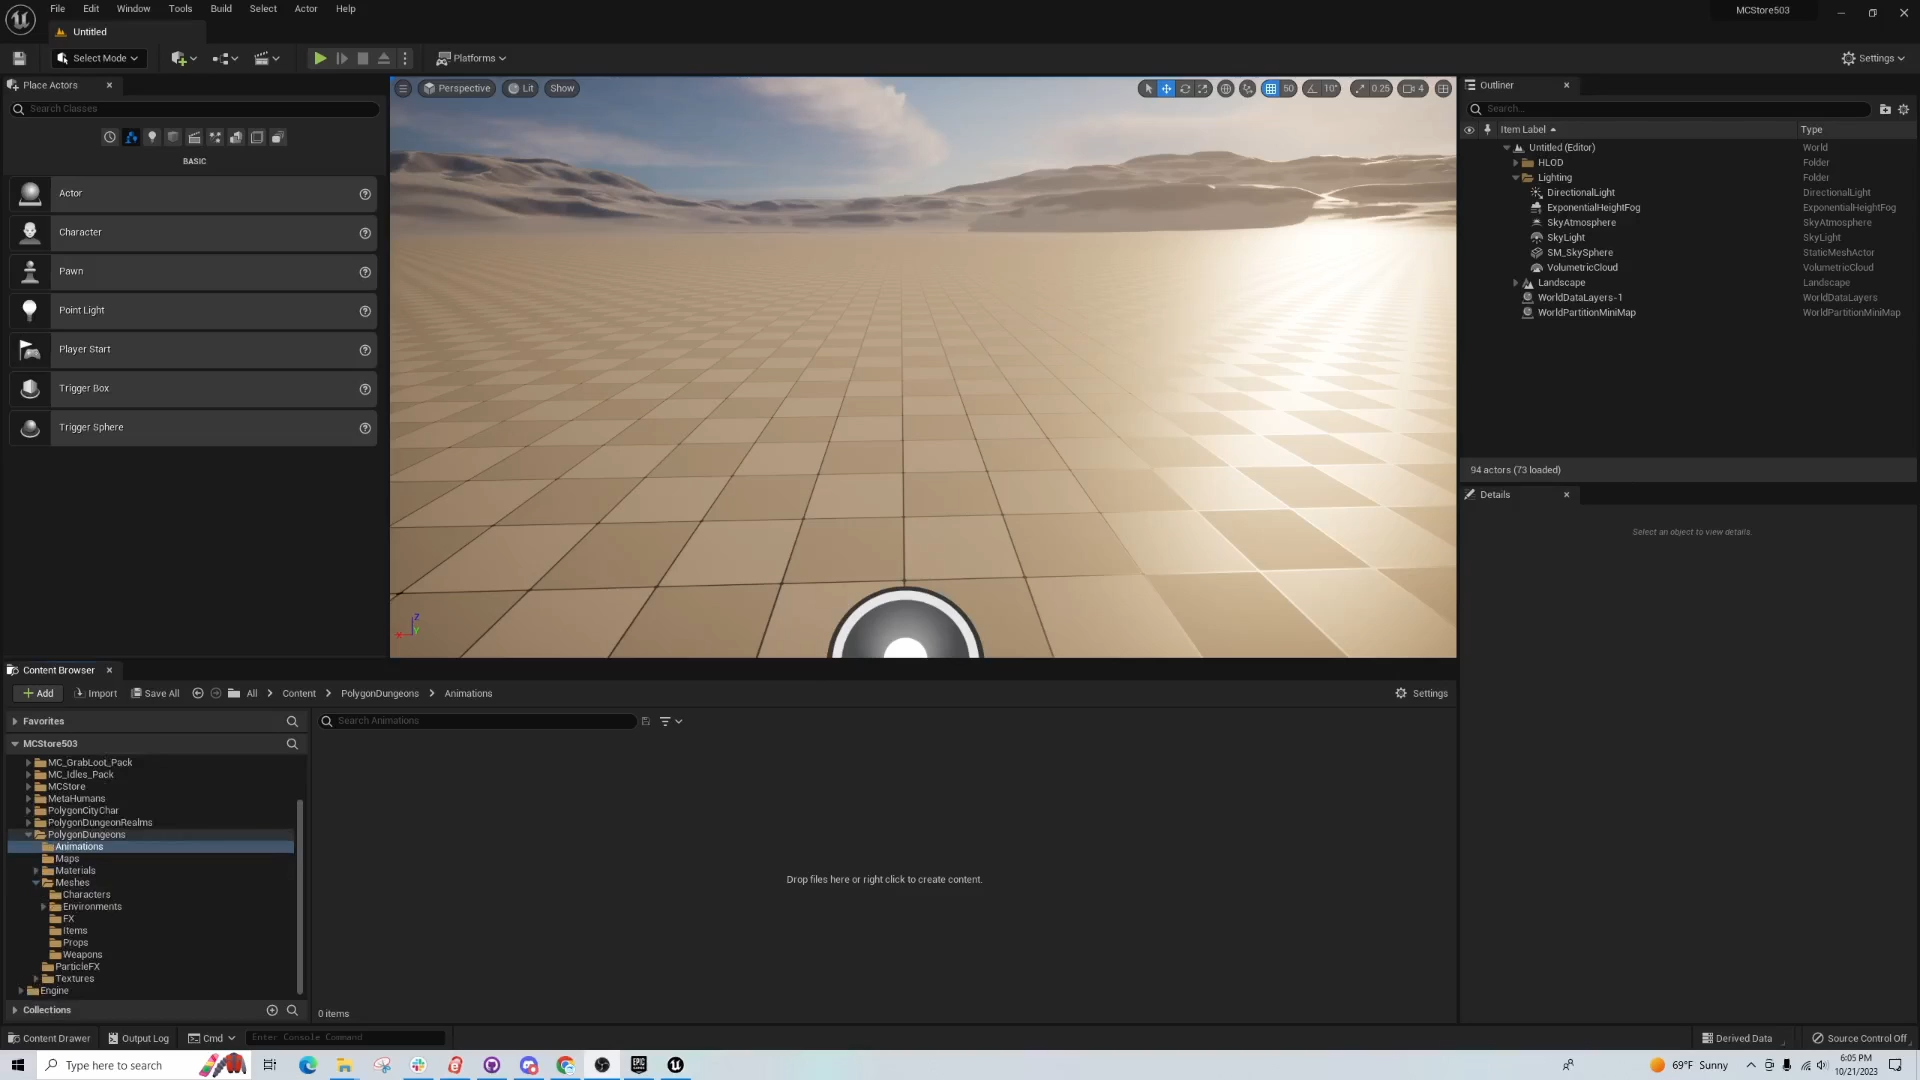 File Edit Window Tools Build Select Actor Help
MCStore503
Untitled
Select Mode
Platforms
Settings
Place Actors
Search Classes
BASIC
Actor
Character
Pawn
Point Light
Player Start
Trigger Box
Trigger Sphere
Perspective Lit Show
50 10° 0.25 4
Outliner
Search...
Item Label Type
Untitled (Editor) World
HLOD Folder
Lighting Folder
DirectionalLight DirectionalLight
ExponentialHeightFog ExponentialHeightFog
SkyAtmosphere SkyAtmosphere
SkyLight SkyLight
SM_SkySphere StaticMeshActor
VolumetricCloud VolumetricCloud
Landscape Landscape
WorldDataLayers-1 WorldDataLayers
WorldPartitionMiniMap WorldPartitionMiniMap
94 actors (73 loaded)
Details
Select an object to view details.
Z
X Y
Content Browser
Add Import Save All All Content PolygonDungeons Animations Settings
Favorites
Search Animations
MCStore503
MC_GrabLoot_Pack
MC_Idles_Pack
MCStore
MetaHumans
PolygonCityChar
PolygonDungeonRealms
PolygonDungeons
Animations
Maps
Materials
Meshes
Characters
Environments
FX
Items
Props
Weapons
ParticleFX
Textures
Engine
Drop files here or right click to create content.
Collections
0 items
Content Drawer Output Log Cmd Enter Console Command Derived Data Source Control Off
Type here to search
69°F Sunny
6:05 PM
10/21/2023